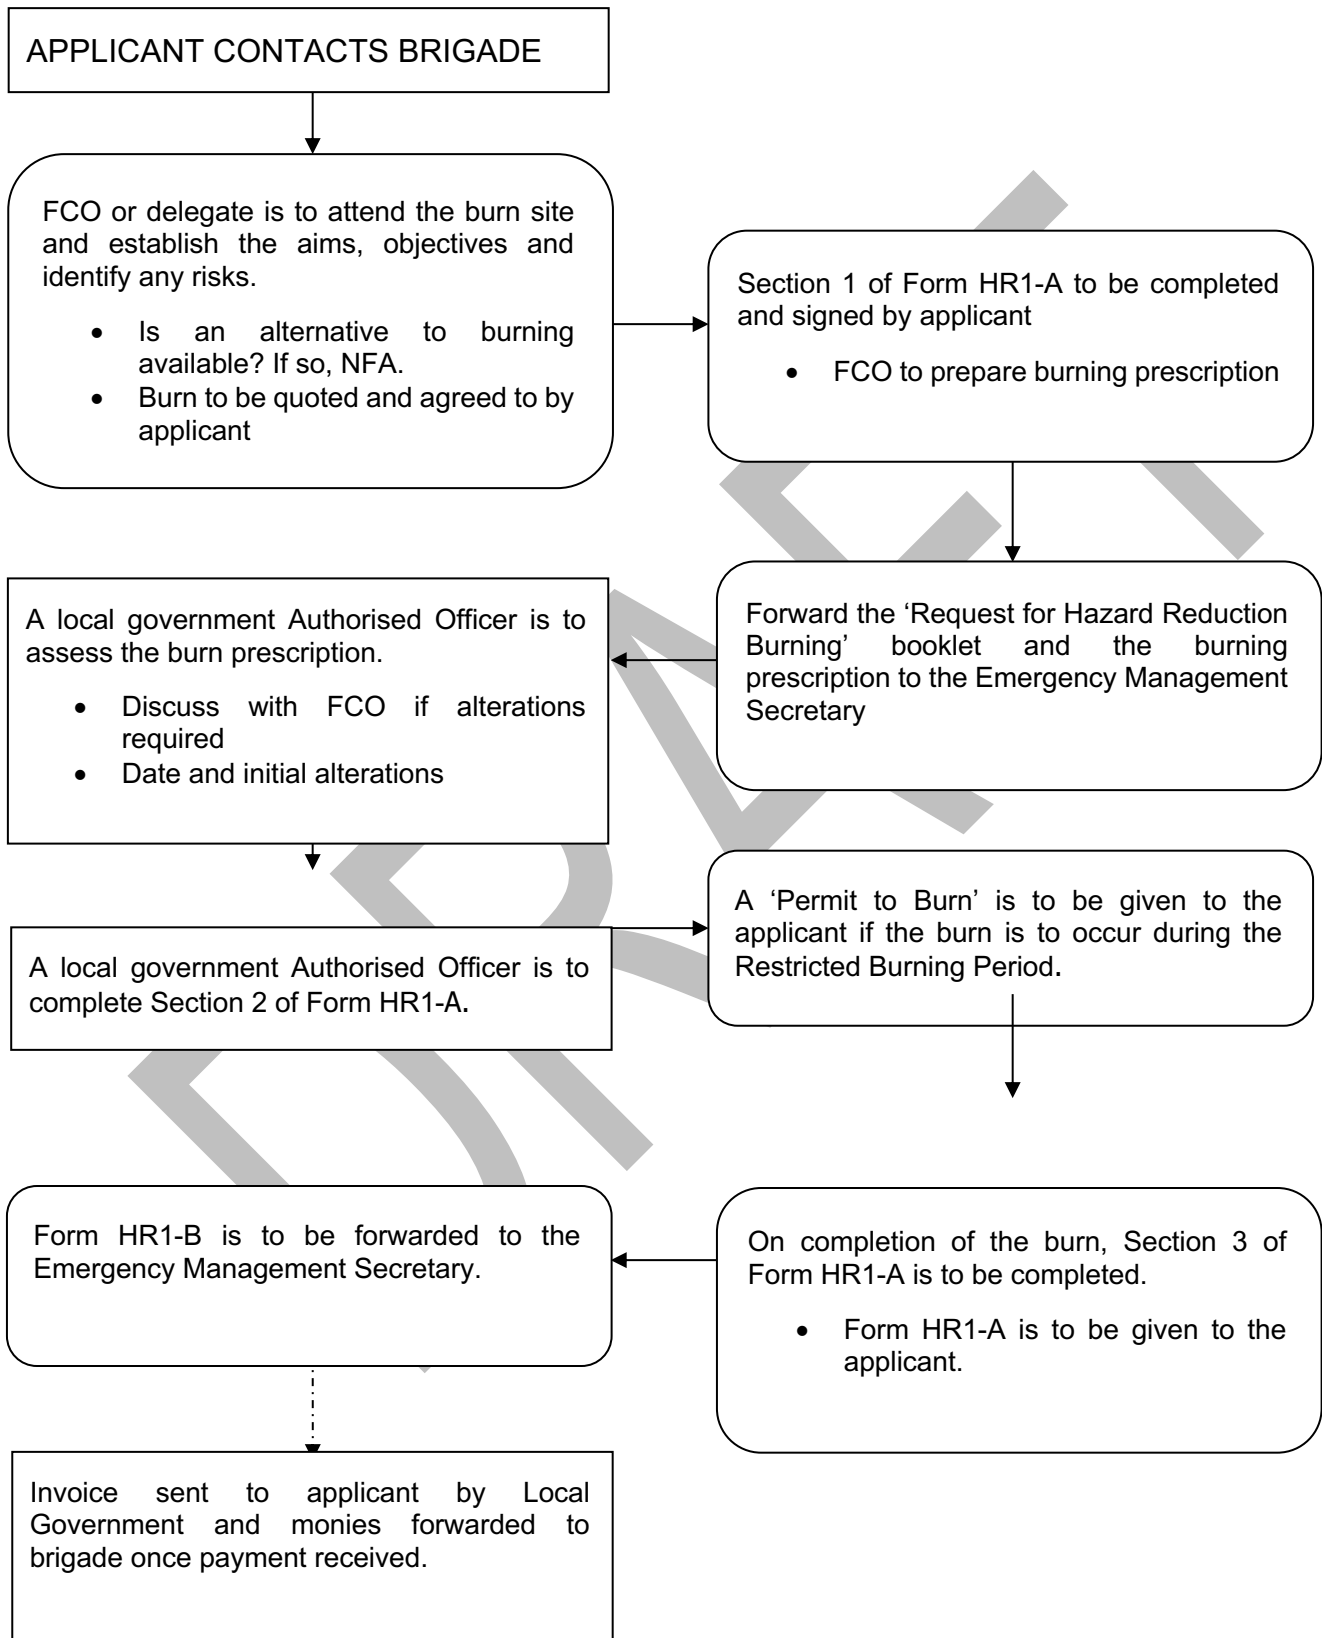 APPLICANT CONTACTS BRIGADE
FCO or delegate is to attend the burn site
and establish the aims, objectives and
identify any risks.
• Is an alternative to burning
available? If so, NFA.
• Burn to be quoted and agreed to by
applicant
Section 1 of Form HR1-A to be completed
and signed by applicant
• FCO to prepare burning prescription
Forward the ‘Request for Hazard Reduction
Burning’ booklet and the burning
prescription to the Emergency Management
Secretary
A local government Authorised Officer is to
assess the burn prescription.
• Discuss with FCO if alterations
required
• Date and initial alterations
A local government Authorised Officer is to
complete Section 2 of Form HR1-A.
A ‘Permit to Burn’ is to be given to the
applicant if the burn is to occur during the
Restricted Burning Period.
On completion of the burn, Section 3 of
Form HR1-A is to be completed.
• Form HR1-A is to be given to the
applicant.
Form HR1-B is to be forwarded to the
Emergency Management Secretary.
Invoice sent to applicant by Local
Government and monies forwarded to
brigade once payment received.
DRAFT